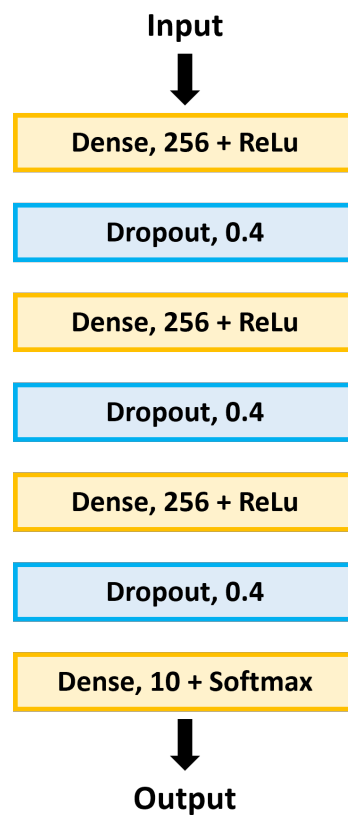 Input
Dense, 256 + ReLu
Dropout, 0.4
Dense, 256 + ReLu
Dropout, 0.4
Dense, 256 + ReLu
Dropout, 0.4
Dense, 10 + Softmax
Output